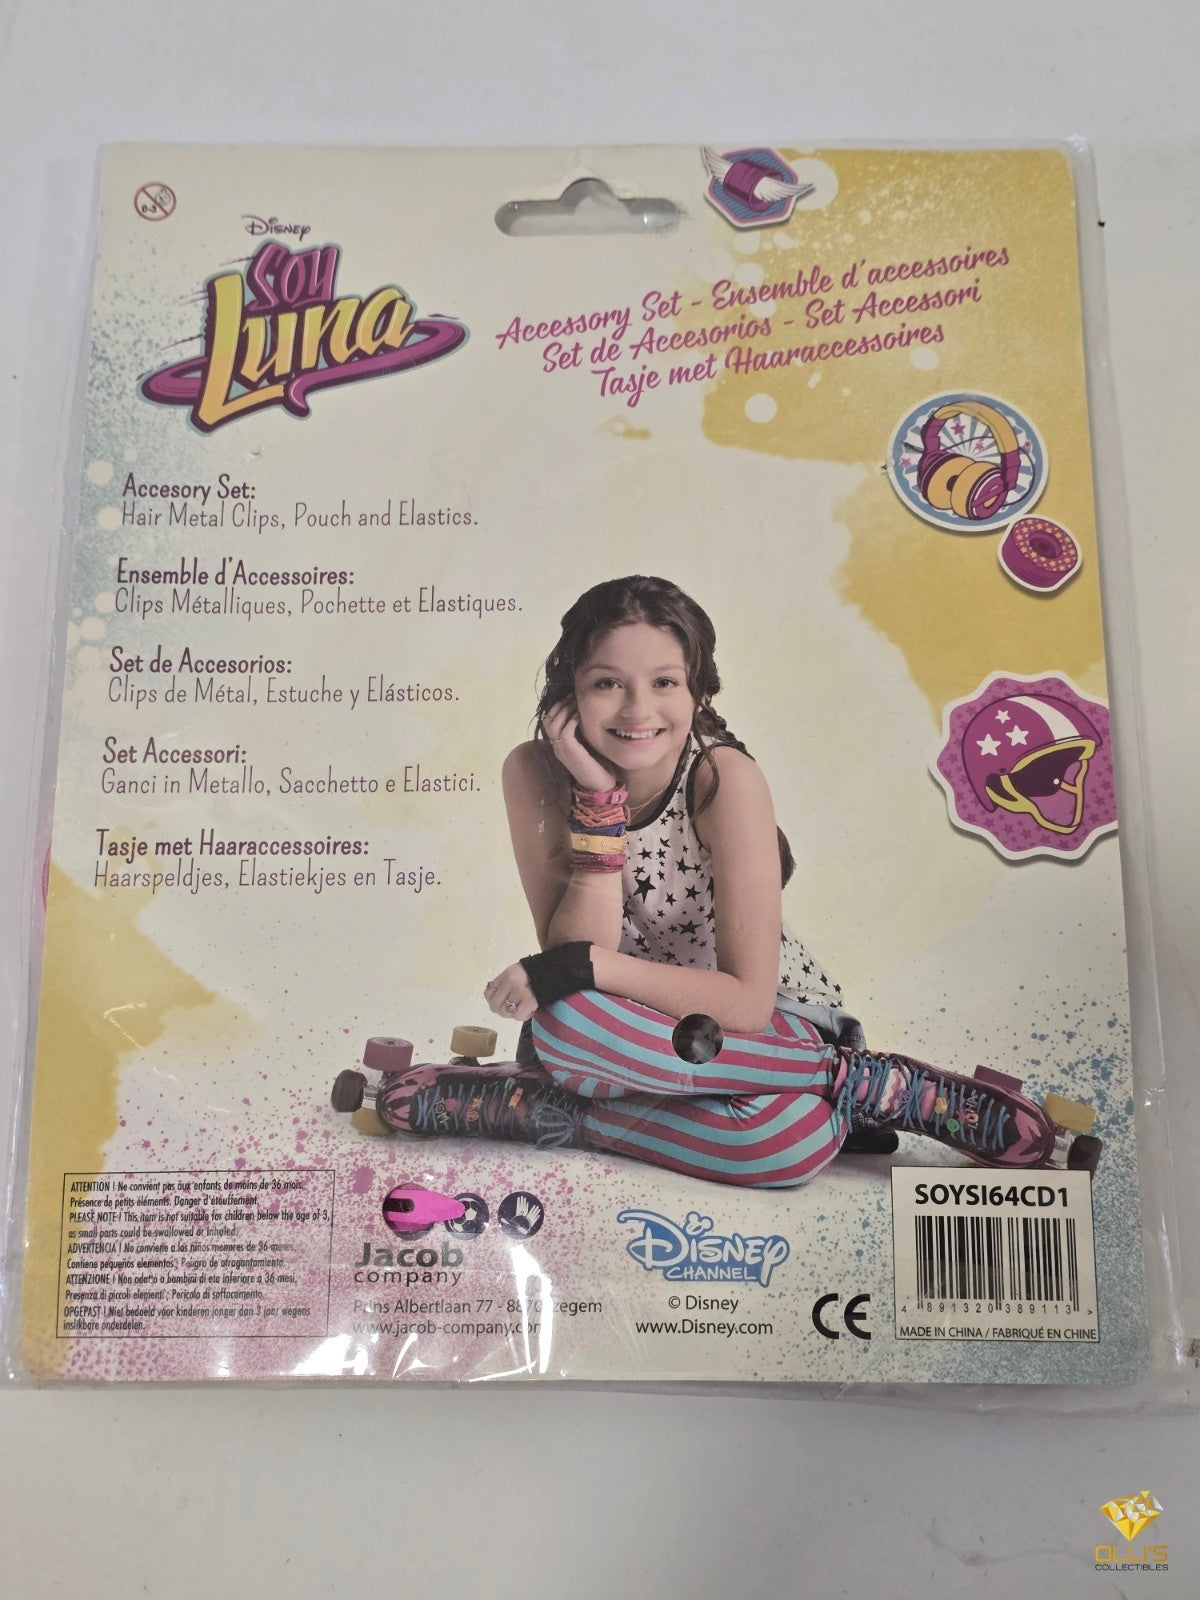 0-3
Disney
SOY
Luna
Accessory Set - Ensemble d'accessoires
Set de Accesorios - Set Accessori
Tasje met Haaraccessoires
Accesory Set:
Hair Metal Clips, Pouch and Elastics.
Ensemble d'Accessoires:
Clips Métalliques, Pochette et Elastiques.
Set de Accesorios:
Clips de Métal, Estuche y Elásticos.
Set Accessori:
Ganci in Metallo, Sacchetto e Elastici.
Tasje met Haaraccessoires:
Haarspeldjes, Elastiekjes en Tasje.
ATTENTION ! Ne convient pas aux enfants de moins de 36 mois.
Présence de petits éléments. Danger d'étouffement.
PLEASE NOTE ! This item is not suitable for children below the age of 3,
as small parts could be swallowed or inhaled.
ADVERTENCIA ! No conviene a los niños menores de 36 meses.
Contiene pequeños elementos ; Peligro de atragantamiento.
ATTENZIONE ! Non adatto a bambini di eta inferiore a 36 mesi,
Presenza di piccoli elementi ; Pericolo di soffocamento.
OPGEPAST ! Niet bedoeld voor kinderen jonger dan 3 jaar wegens
inslikbare onderdelen.
Jacob
company
Prins Albertlaan 77 - 8870 Izegem
www.jacob-company.com
Disney
CHANNEL
© Disney
www.Disney.com
CE
SOYSI64CD1
4 891320 389113 >
MADE IN CHINA / FABRIQUÉ EN CHINE
OLLI'S
COLLECTIBLES